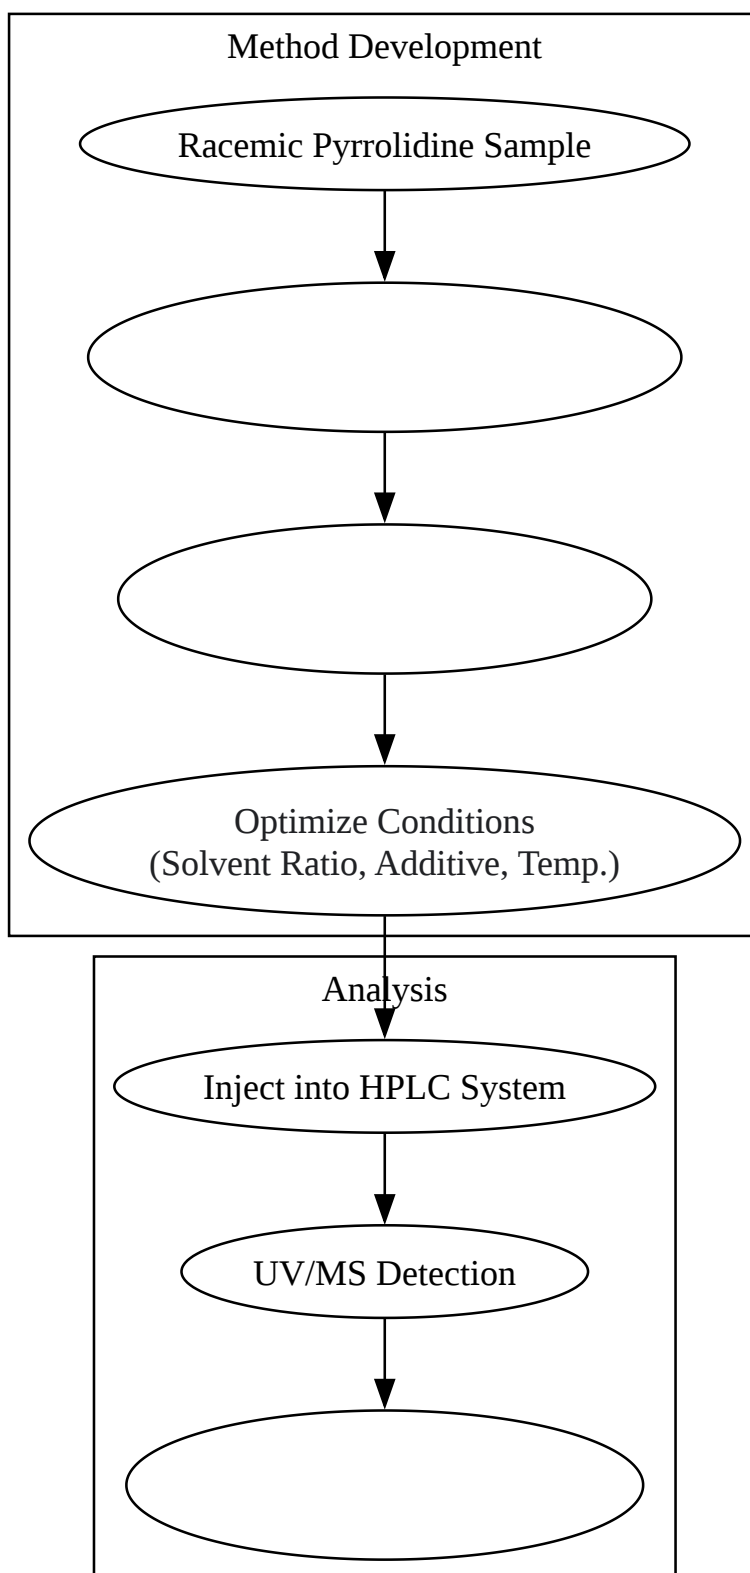 Method Development
Racemic Pyrrolidine Sample
Optimize Conditions
(Solvent Ratio, Additive, Temp.)
Analysis
Inject into HPLC System
UV/MS Detection